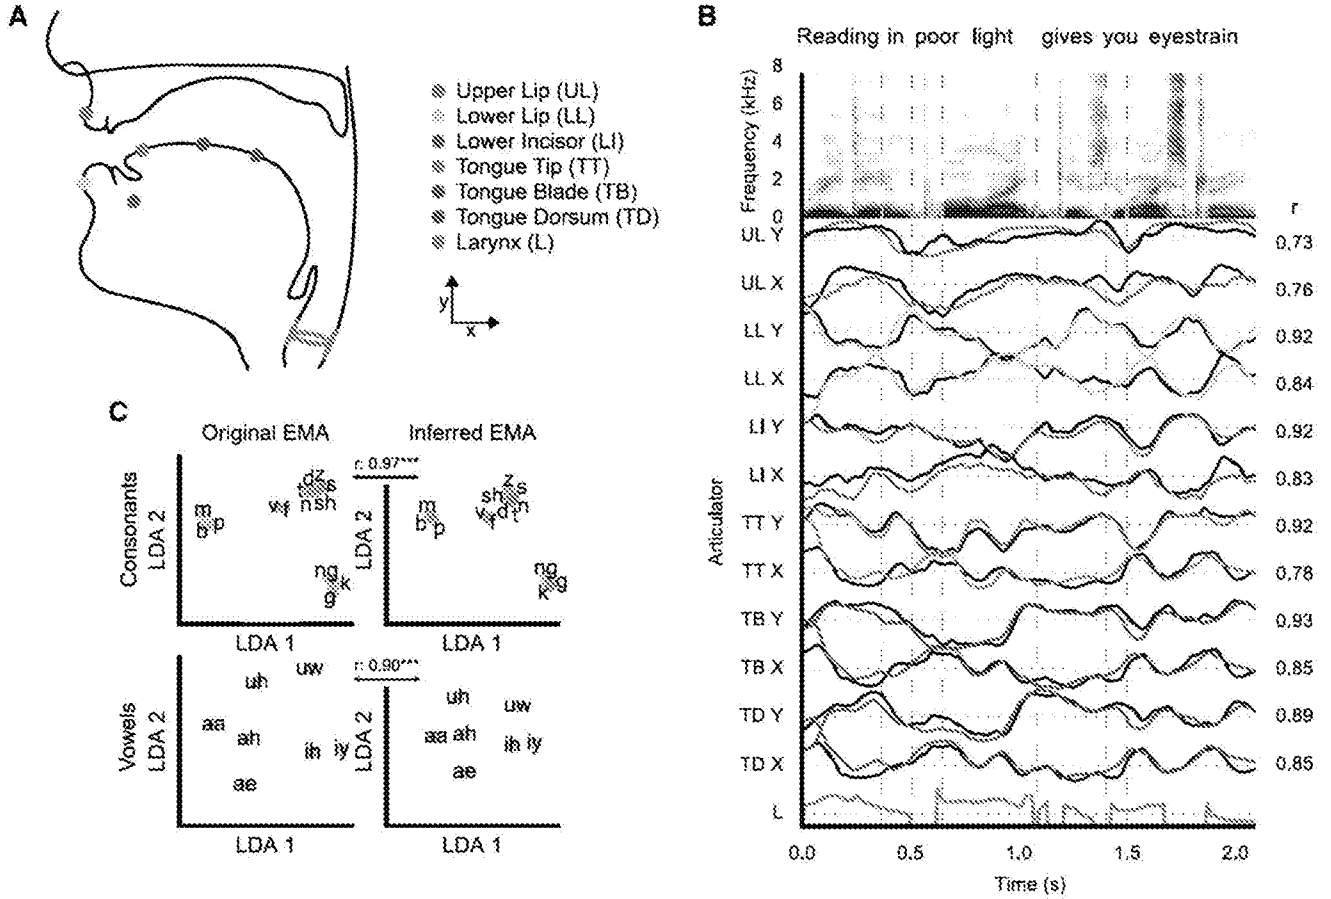 A
Upper Lip (UL)
Lower Lip (LL)
Lower Incisor (LI)
Tongue Tip (TT)
Tongue Blade (TB)
Tongue Dorsum (TD)
Larynx (L)
y
x
B
Reading in poor light gives you eyestrain
Frequency (kHz)
8
6
4
2
0
r
UL Y 0.73
UL X 0.76
LL Y 0.92
LL X 0.84
LI Y 0.92
LI X 0.83
TT Y 0.92
TT X 0.78
TB Y 0.93
TB X 0.85
TD Y 0.89
TD X 0.85
L
Articulator
0.0 0.5 1.0 1.5 2.0
Time (s)
C
Original EMA Inferred EMA
r: 0.97***
Consonants
LDA 2
m
b p
v f
t d z s
n sh
ng
k
g
LDA 1
LDA 2
m
b p
z
sh s
v f d t n
ng
k g
LDA 1
r: 0.90***
Vowels
LDA 2
uw
uh
aa
ah
ih iy
ae
LDA 1
LDA 2
uh
uw
aa ah
ih iy
ae
LDA 1